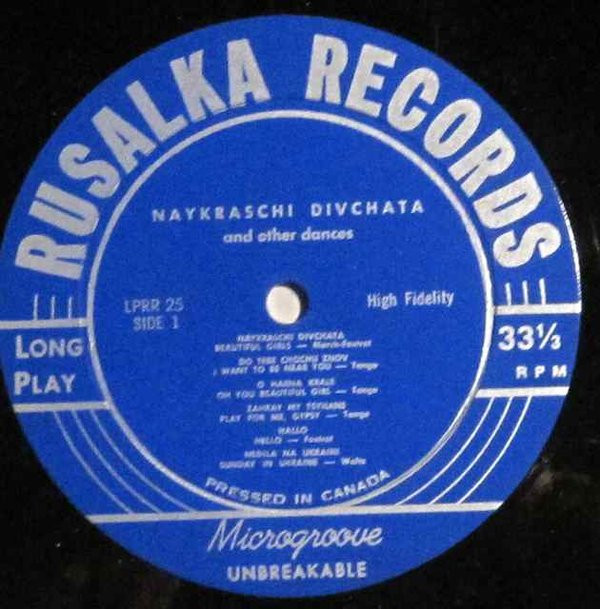 RUSALKA RECORDS
NAYKRASCHI DIVCHATA
and other dances
LPRR 25
SIDE 1
High Fidelity
LONG PLAY
33⅓ RPM
NAYKRASCHI DIVCHATA
BEAUTIFUL GIRLS — March-Foxtrot
DO TEBE CHOCHU ZNOV
I WANT TO BE NEAR YOU — Tango
O HANNA KRALE
OH YOU BEAUTIFUL GIRL — Tango
ZAHRAY MY
PLAY FOR ME, GYPSY — Tango
HALLO
HELLO — Foxtrot
NEDILA NA UKRAINI
SUNDAY IN UKRAINE — Waltz
PRESSED IN CANADA
Microgroove
UNBREAKABLE